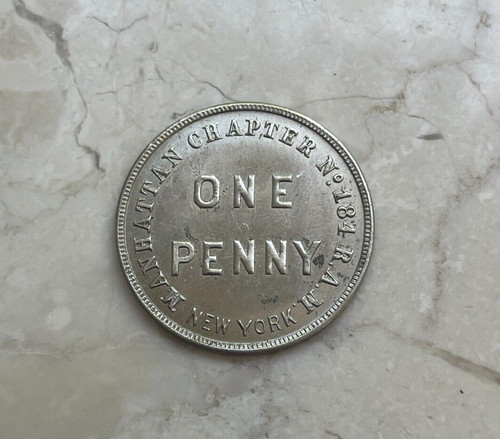 MANHATTAN CHAPTER No. 184 R.A.M.
ONE
PENNY
NEW YORK